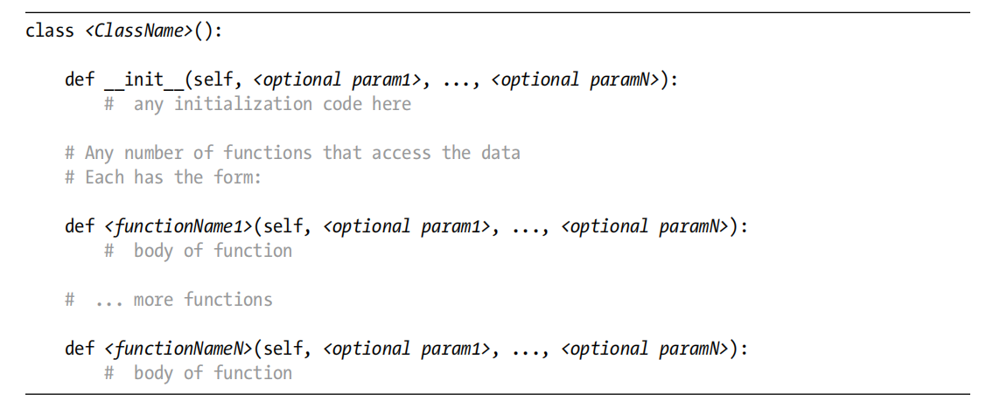 class <ClassName>():
def __init__(self, <optional param1>, ..., <optional paramN>):
# any initialization code here
# Any number of functions that access the data
# Each has the form:
def <functionName1>(self, <optional param1>, ..., <optional paramN>):
# body of function
# ... more functions
def <functionNameN>(self, <optional param1>, ..., <optional paramN>):
# body of function